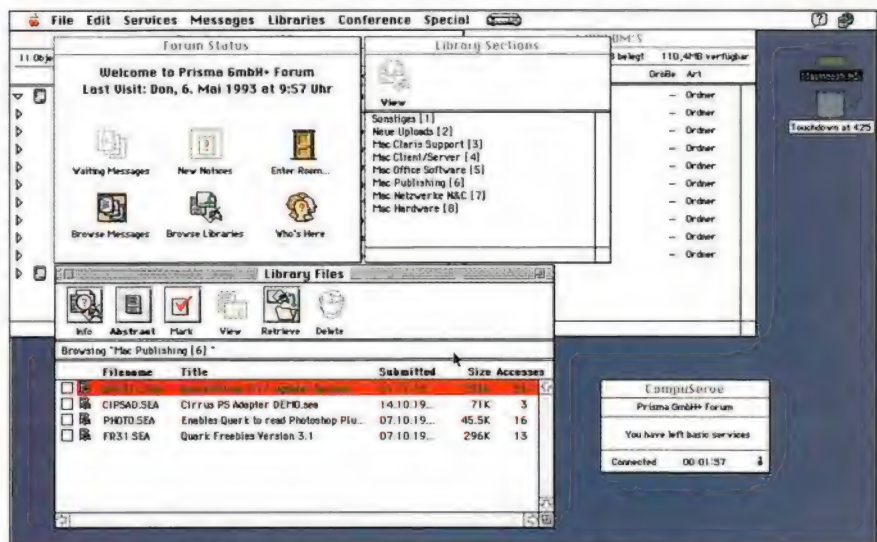 File Edit Services Messages Libraries Conference Special
11 Obje
belegt 110,4MB verfügbar
Größe Art
– Ordner
– Ordner
– Ordner
– Ordner
– Ordner
– Ordner
– Ordner
– Ordner
– Ordner
– Ordner
Touchdown at 425
Forum Status
Welcome to Prisma GmbH+ Forum
Last Visit: Don, 6. Mai 1993 at 9:57 Uhr
Waiting Messages New Notices Enter Room...
Browse Messages Browse Libraries Who's Here
Library Sections
View
Sonstiges [1]
Neue Uploads [2]
Mac Claris Support [3]
Mac Client/Server [4]
Mac Office Software [5]
Mac Publishing [6]
Mac Netzwerke N&C [7]
Mac Hardware [8]
Library Files
Info Abstract Mark View Retrieve Delete
Browsing "Mac Publishing [6] "
Filename Title Submitted Size Accesses
CIPSAD.SEA Cirrus PS Adapter DEMO.sea 14.10.19... 71K 3
PHOTO.SEA Enables Quark to read Photoshop Plu... 07.10.19... 45.5K 16
FR31.SEA Quark Freebies Version 3.1 07.10.19... 296K 13
CompuServe
Prisma GmbH+ Forum
You have left basic services
Connected 00:01:57